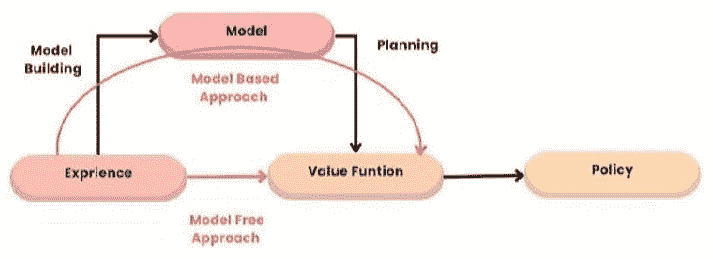 Model
Model
Building
Planning
Model Based
Approach
Exprience
Value Funtion
Policy
Model Free
Approach